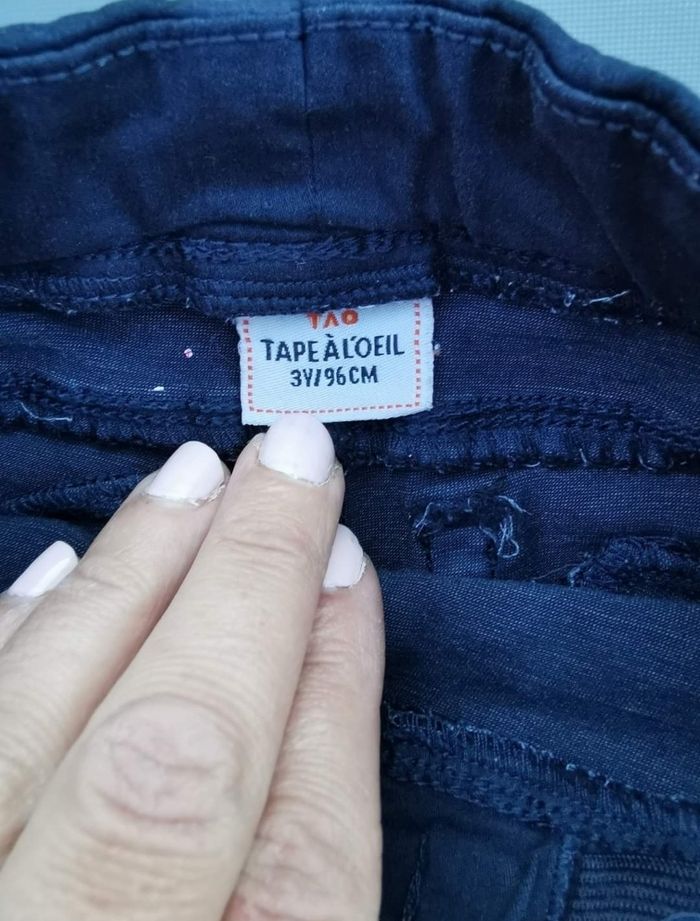 TAO
TAPE À L'OEIL
3Y/96CM